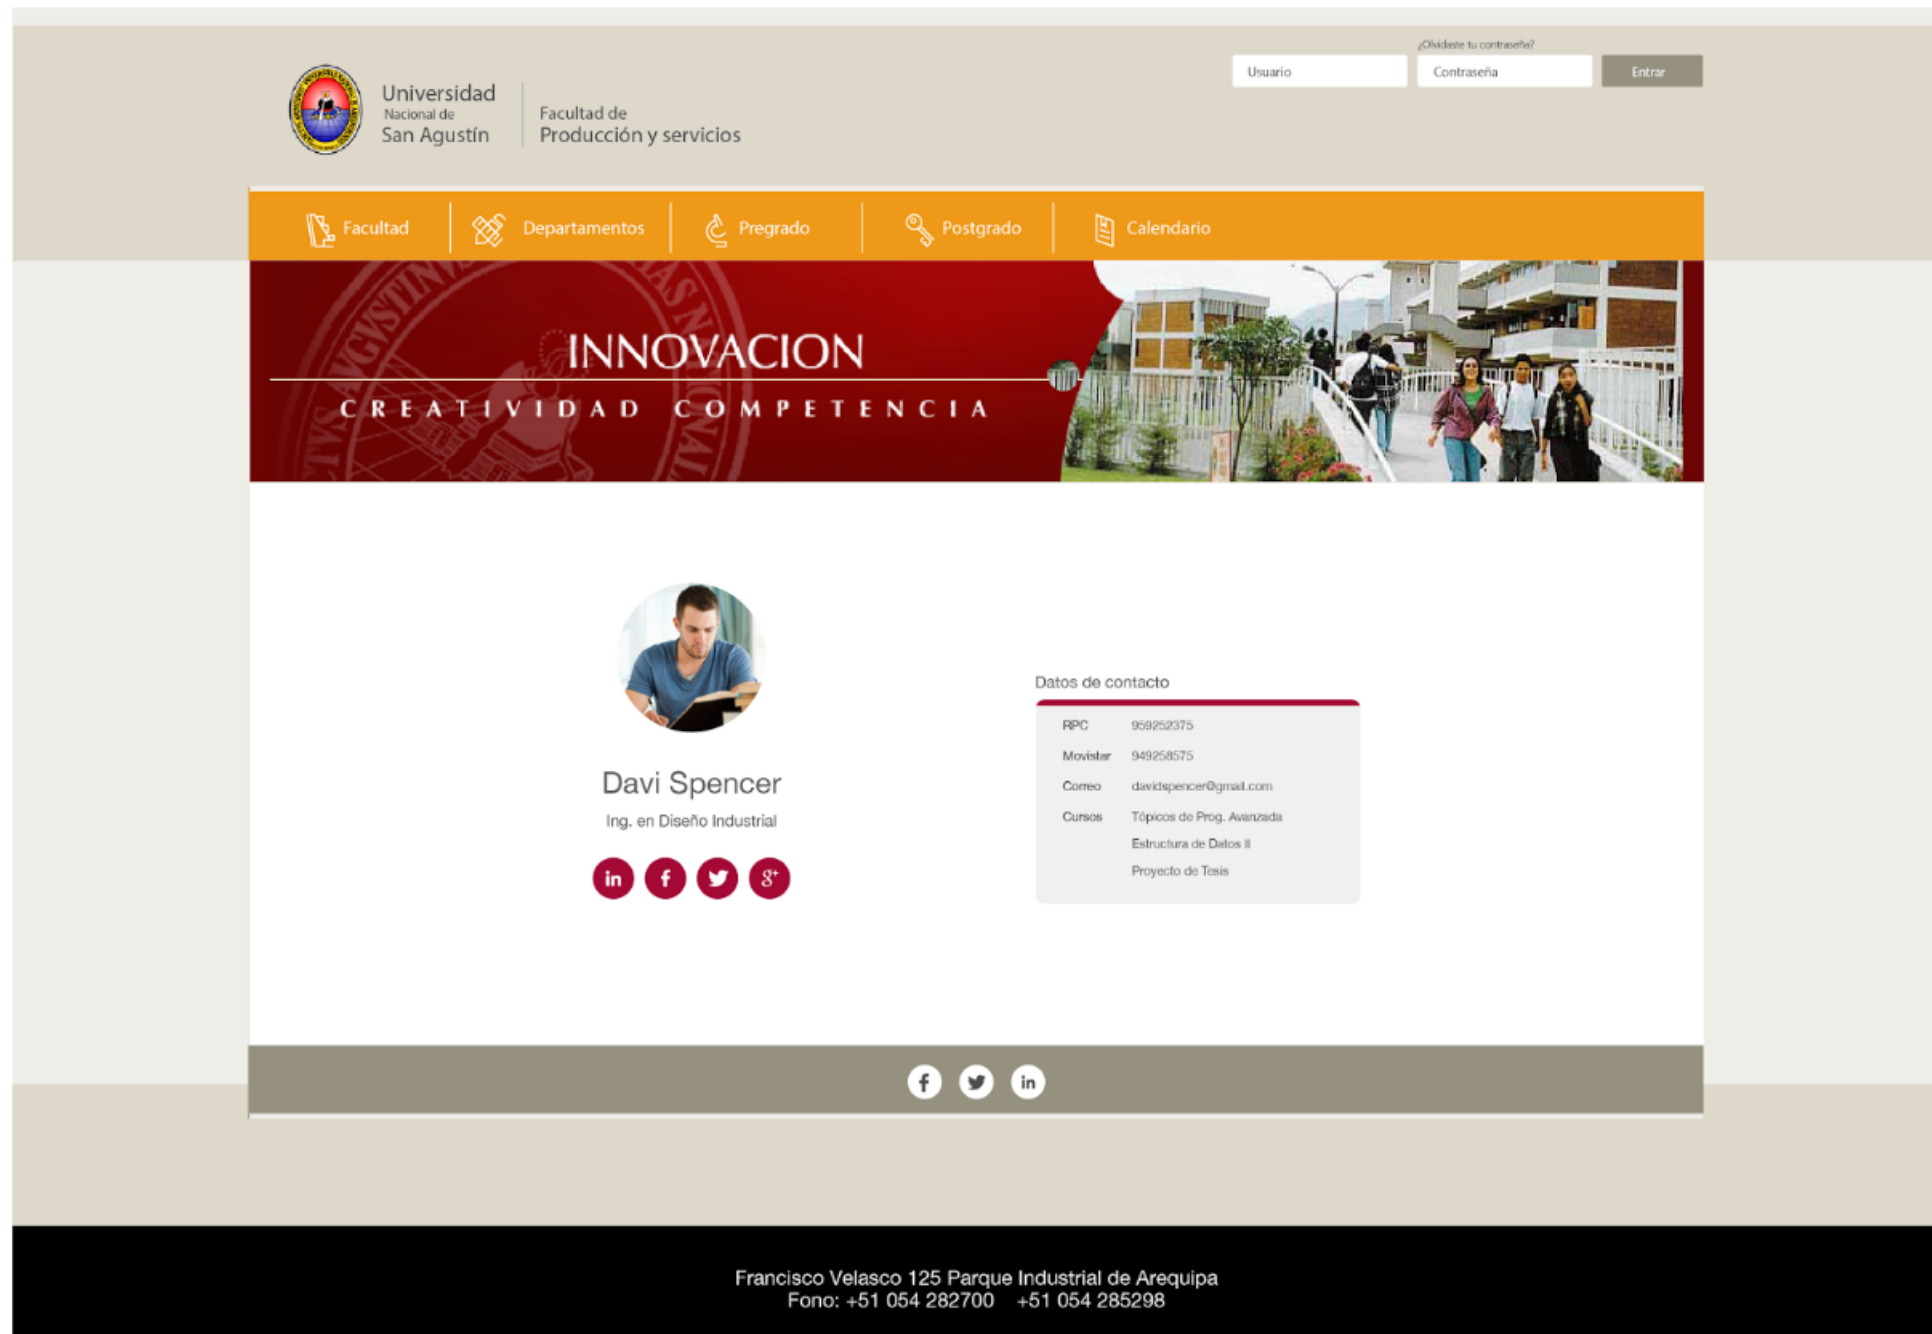 ¿Olvidaste tu contraseña?
Usuario
Contraseña
Entrar
Universidad
Nacional de
San Agustín
Facultad de
Producción y servicios
Facultad
Departamentos
Pregrado
Postgrado
Calendario
INNOVACION
CREATIVIDAD COMPETENCIA
Davi Spencer
Ing. en Diseño Industrial
in
f
g+
Datos de contacto
RPC 959252375
Movistar 949258575
Correo davidspencer@gmail.com
Cursos Tópicos de Prog. Avanzada
Estructura de Datos II
Proyecto de Tesis
f
in
Francisco Velasco 125 Parque Industrial de Arequipa
Fono: +51 054 282700 +51 054 285298